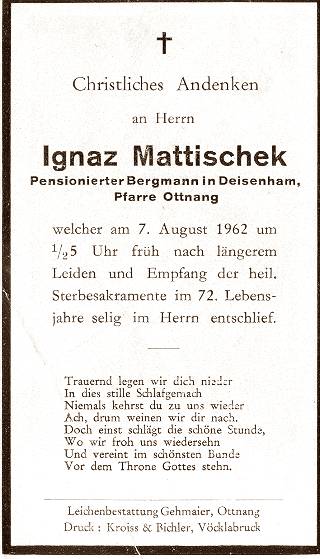 Christliches Andenken
an Herrn
Ignaz Mattischek
Pensionierter Bergmann in Deisenham,
Pfarre Ottnang
welcher am 7. August 1962 um
1/25 Uhr früh nach längerem
Leiden und Empfang der heil.
Sterbesakramente im 72. Lebens-
jahre selig im Herrn entschlief.
Trauernd legen wir dich nieder
In dies stille Schlafgemach
Niemals kehrst du zu uns wieder
Ach, drum weinen wir dir nach.
Doch einst schlägt die schöne Stunde,
Wo wir froh uns wiedersehn
Und vereint im schönsten Bunde
Vor dem Throne Gottes stehn.
Leichenbestattung Gehmaier, Ottnang
Druck : Kroiss & Bichler, Vöcklabruck